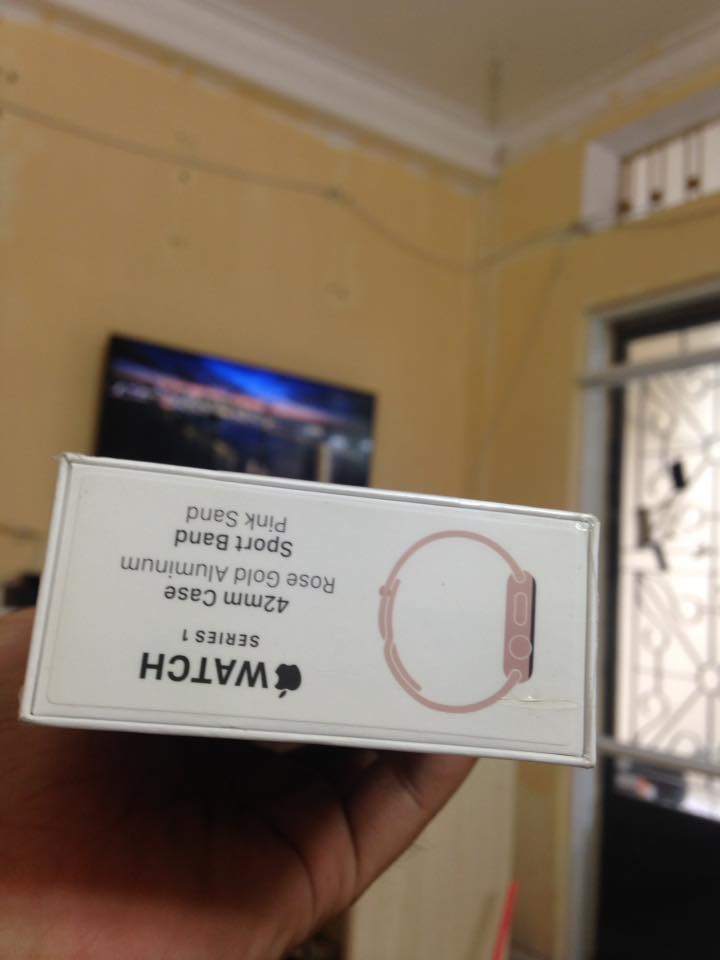 WATCH
SERIES 1
42mm Case
Rose Gold Aluminum
Sport Band
Pink Sand